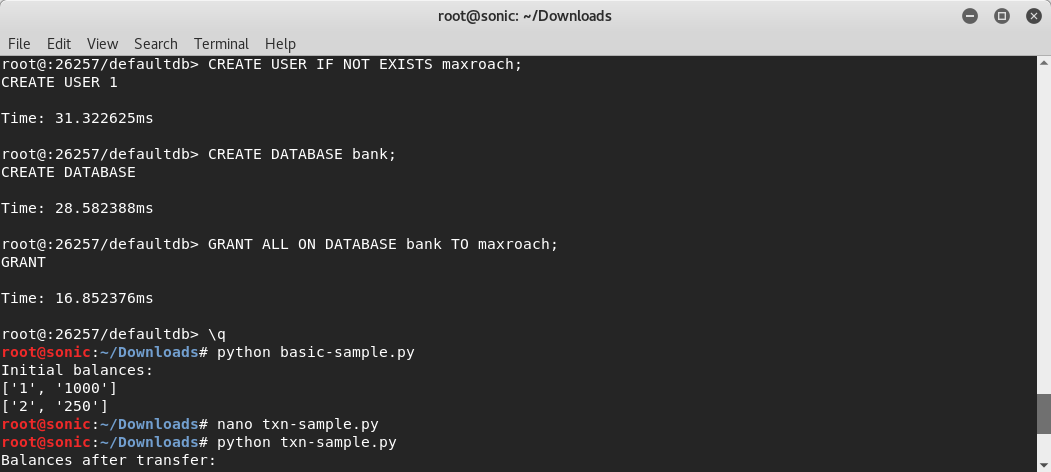 root@sonic: ~/Downloads
File Edit View Search Terminal Help
root@:26257/defaultdb> CREATE USER IF NOT EXISTS maxroach;
CREATE USER 1
Time: 31.322625ms
root@:26257/defaultdb> CREATE DATABASE bank;
CREATE DATABASE
Time: 28.582388ms
root@:26257/defaultdb> GRANT ALL ON DATABASE bank TO maxroach;
GRANT
Time: 16.852376ms
root@:26257/defaultdb> \q
root@sonic:~/Downloads# python basic-sample.py
Initial balances:
['1', '1000']
['2', '250']
root@sonic:~/Downloads# nano txn-sample.py
root@sonic:~/Downloads# python txn-sample.py
Balances after transfer: